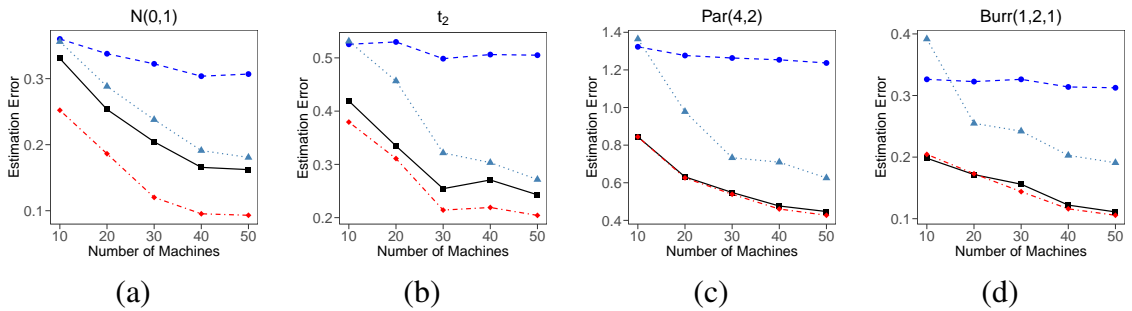 N(0,1)
Estimation Error
0.3
0.2
0.1
10 20 30 40 50
Number of Machines
(a)
t2
Estimation Error
0.5
0.4
0.3
0.2
10 20 30 40 50
Number of Machines
(b)
Par(4,2)
Estimation Error
1.4
1.2
1.0
0.8
0.6
0.4
10 20 30 40 50
Number of Machines
(c)
Burr(1,2,1)
Estimation Error
0.4
0.3
0.2
0.1
10 20 30 40 50
Number of Machines
(d)